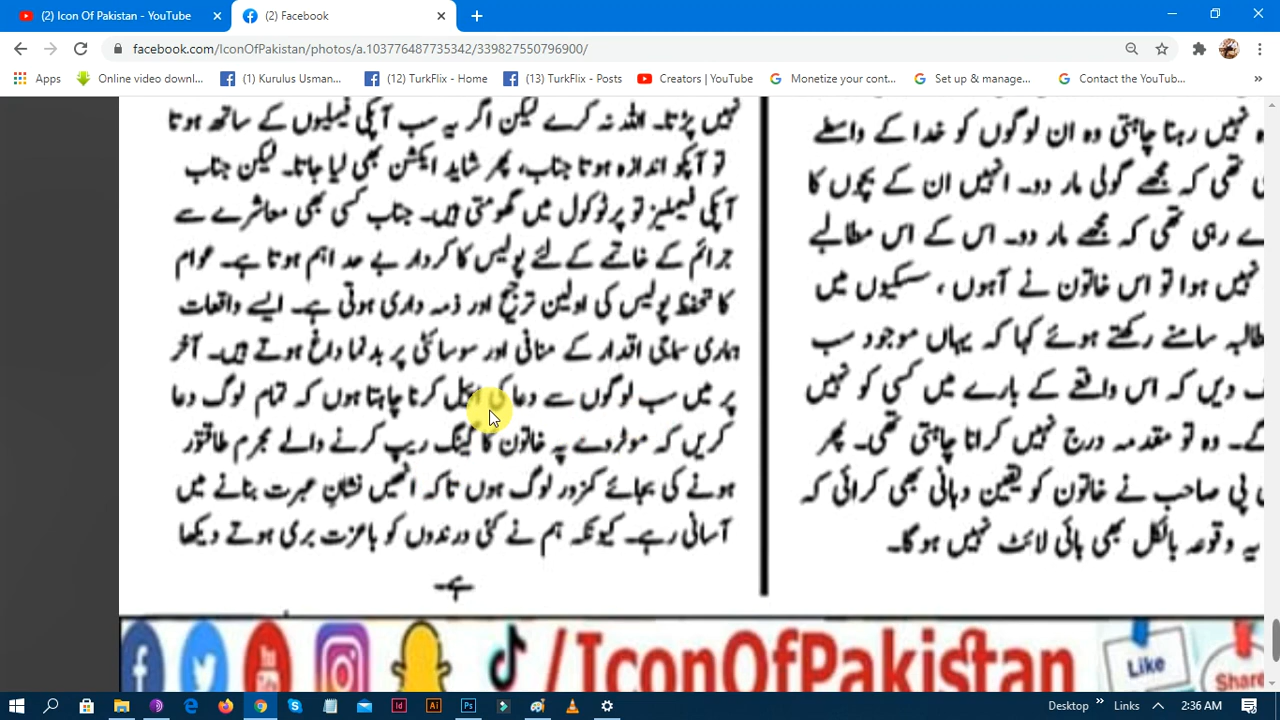 (2) Icon Of Pakistan - YouTube
(2) Facebook
facebook.com/IconOfPakistan/photos/a.103776487735342/339827550796900/
Apps
Online video downl...
(1) Kurulus Usman...
(12) TurkFlix - Home
(13) TurkFlix - Posts
Creators | YouTube
Monetize your cont...
Set up & manage...
Contact the YouTub...
»
ہ نہیں رہنا چاہتی وہ ان لوگوں کو خدا کے واسطے
تھی کہ مجھے گولی مار دو۔ انہیں ان کے بچوں کا
ے رہی تھی کہ مجھے مار دو۔ اس کے اس مطالبے
نہیں ہوا تو اس خاتون نے آہوں ، سسکیوں میں
طالبہ سامنے رکھتے ہوئے کہا کہ یہاں موجود سب
ف دیں کہ اس واقعے کے بارے میں کسی کو نہیں
گے۔ وہ تو مقدمہ درج نہیں کرانا چاہتی تھی۔ پھر
پی صاحب نے خاتون کو یقین دہانی بھی کرائی کہ
یہ وقوعہ بالکل بھی ہائی لائٹ نہیں ہو گا۔
نہیں پڑتا۔ اللہ نہ کرے لیکن اگر یہ سب آپکی فیملیوں کے ساتھ ہوتا
تو آپکو اندازہ ہوتا جناب، پھر شاید ایکشن بھی لیا جاتا۔ لیکن جناب
آپکی فیملیز تو پرٹوکول میں گھومتی ہیں۔ جناب کسی بھی معاشرے سے
جرائم کے خاتمے کے لئے پولیس کا کردار بے حد اہم ہوتا ہے۔ عوام
کا تحفظ پولیس کی اولین ترجیح اور ذمہ داری ہوتی ہے۔ ایسے واقعات
ہماری سماجی اقدار کے منافی اور سوسائٹی پر بدنما داغ ہوتے ہیں۔ آخر
پر میں سب لوگوں سے دعا کی اپیل کرنا چاہتا ہوں کہ تمام لوگ دعا
کریں کہ موٹروے پہ خاتون کا گینگ ریپ کرنے والے مجرم طاقتور
ہونے کی بجائے کمزور لوگ ہوں تاکہ انھیں نشانِ عبرت بنانے میں
آسانی رہے۔ کیونکہ ہم نے کئی درندوں کو باعزت بری ہوتے دیکھا
ہے۔
/IconOfPakistan
Like
Share
Desktop
»
Links
2:36 AM